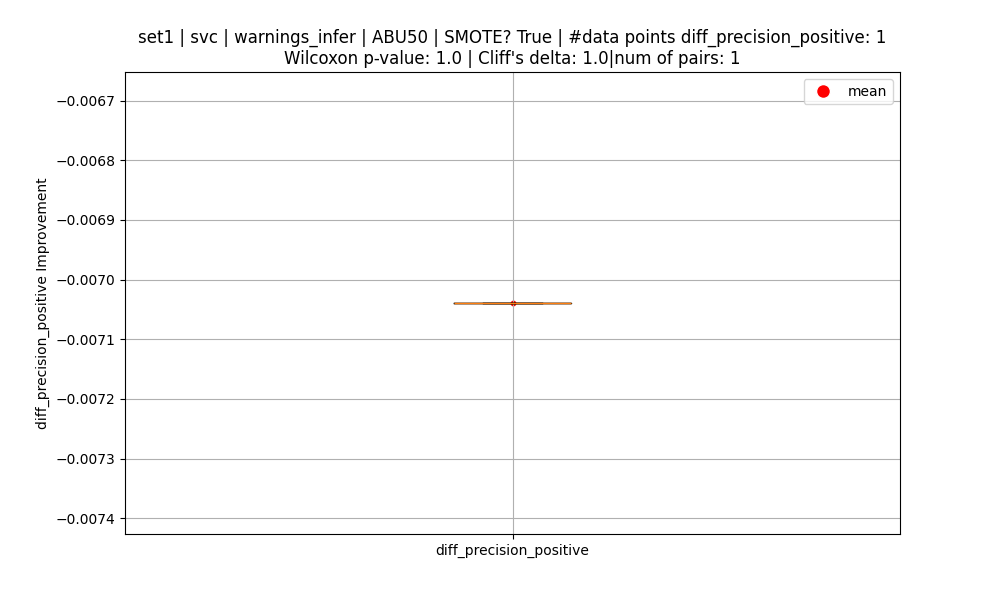 set1 | svc | warnings_infer | ABU50 | SMOTE? True | #data points diff_precision_positive: 1
Wilcoxon p-value: 1.0 | Cliff's delta: 1.0|num of pairs: 1
mean
−0.0067
−0.0068
−0.0069
−0.0070
−0.0071
−0.0072
−0.0073
−0.0074
diff_precision_positive Improvement
diff_precision_positive